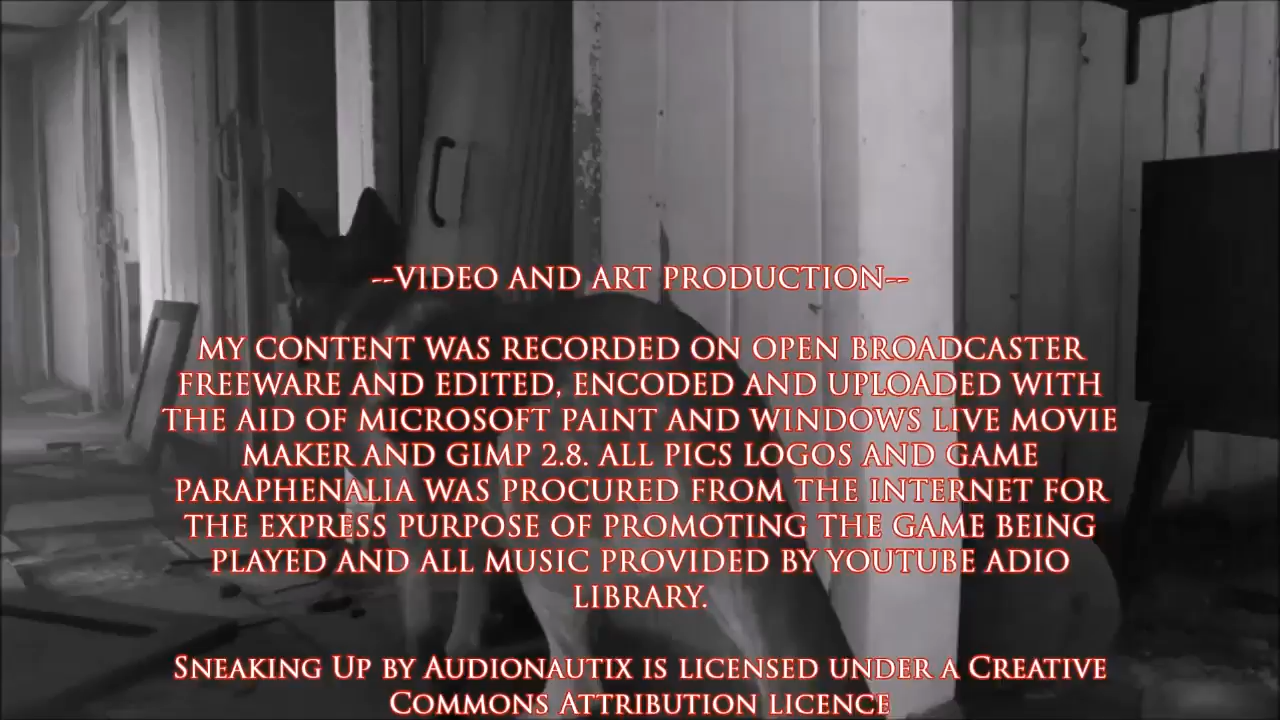 --VIDEO AND ART PRODUCTION--
MY CONTENT WAS RECORDED ON OPEN BROADCASTER
FREEWARE AND EDITED, ENCODED AND UPLOADED WITH
THE AID OF MICROSOFT PAINT AND WINDOWS LIVE MOVIE
MAKER AND GIMP 2.8. ALL PICS LOGOS AND GAME
PARAPHENALIA WAS PROCURED FROM THE INTERNET FOR
THE EXPRESS PURPOSE OF PROMOTING THE GAME BEING
PLAYED AND ALL MUSIC PROVIDED BY YOUTUBE ADIO
LIBRARY.
SNEAKING UP BY AUDIONAUTIX IS LICENSED UNDER A CREATIVE
COMMONS ATTRIBUTION LICENCE